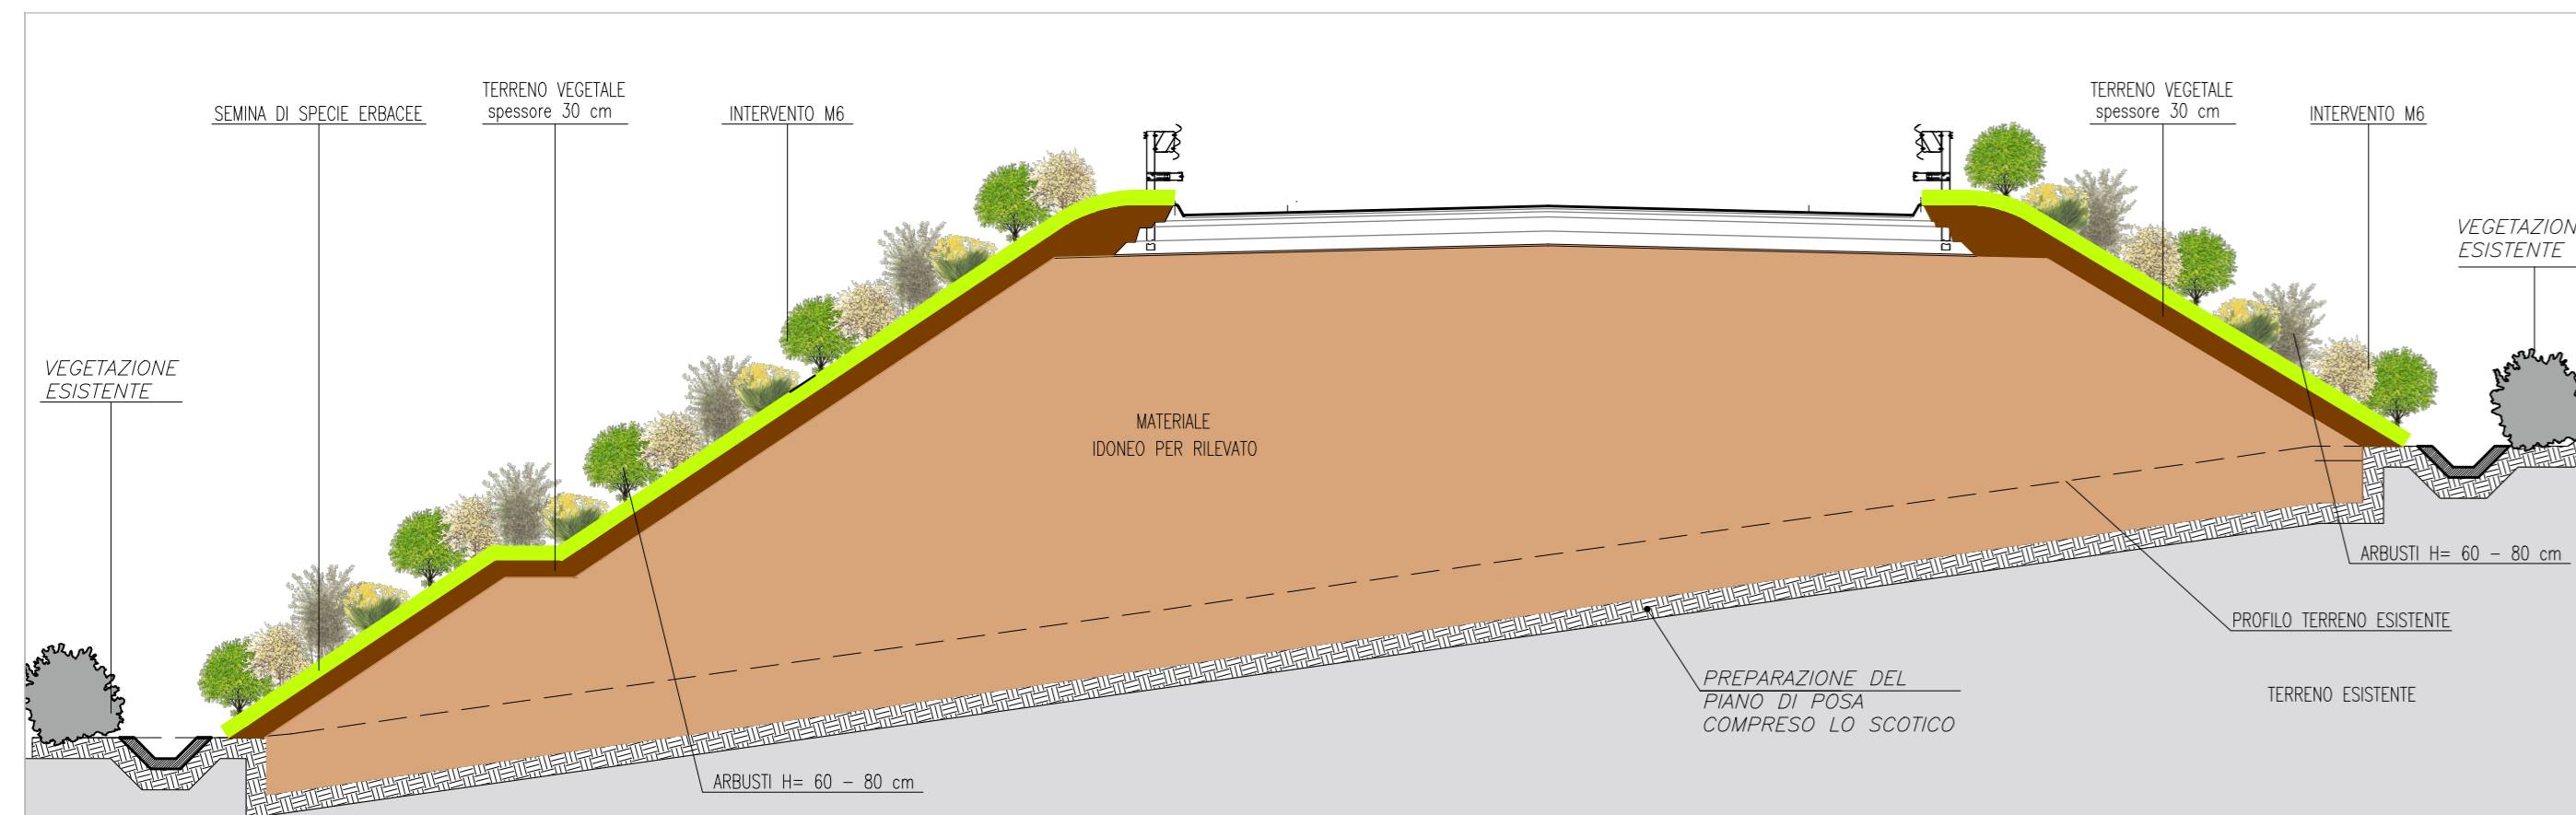 SEMINA DI SPECIE ERBACEE
TERRENO VEGETALE
spessore 30 cm
INTERVENTO M6
TERRENO VEGETALE
spessore 30 cm
INTERVENTO M6
VEGETAZION
ESISTENTE
VEGETAZIONE
ESISTENTE
MATERIALE
IDONEO PER RILEVATO
ARBUSTI H= 60 - 80 cm
PROFILO TERRENO ESISTENTE
PREPARAZIONE DEL
PIANO DI POSA
COMPRESO LO SCOTICO
TERRENO ESISTENTE
ARBUSTI H= 60 - 80 cm